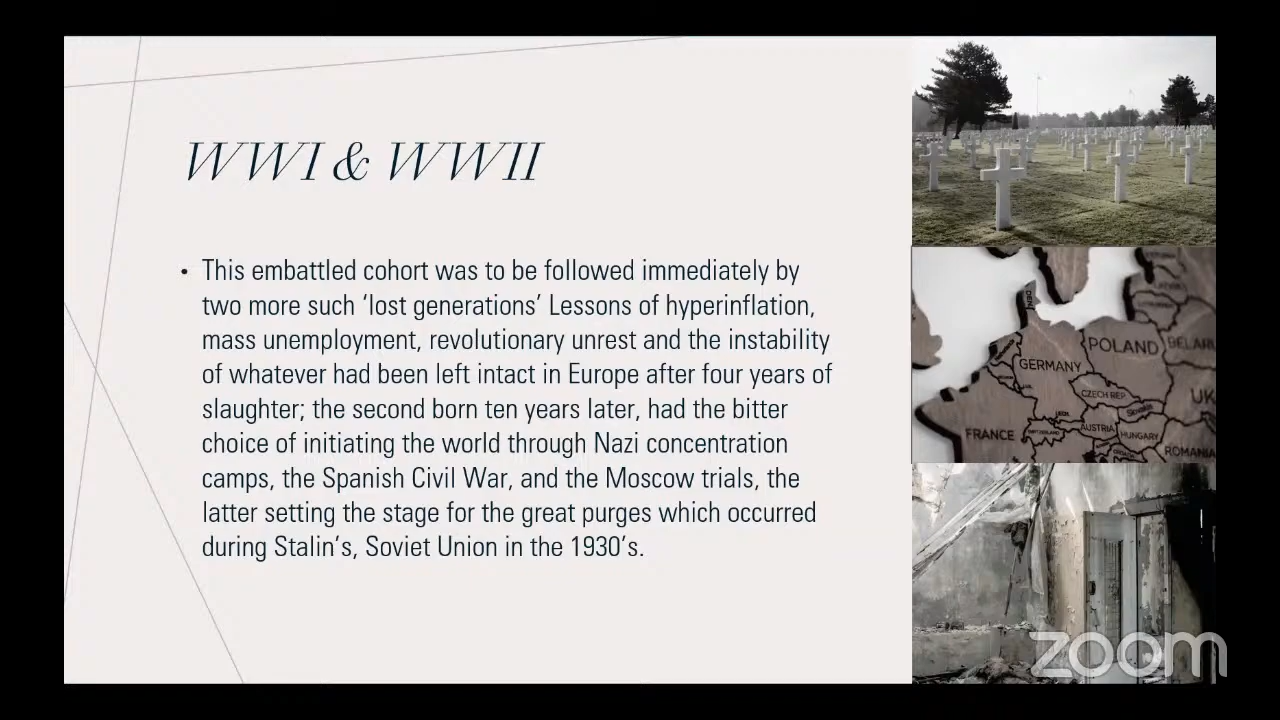 WWI & WWII
• This embattled cohort was to be followed immediately by
two more such ‘lost generations’ Lessons of hyperinflation,
mass unemployment, revolutionary unrest and the instability
of whatever had been left intact in Europe after four years of
slaughter; the second born ten years later, had the bitter
choice of initiating the world through Nazi concentration
camps, the Spanish Civil War, and the Moscow trials, the
latter setting the stage for the great purges which occurred
during Stalin’s, Soviet Union in the 1930’s.
DEN
POLAND
BELAR
GERMANY
CZECH REP.
UK
Slovakia
FRANCE
SWITZERLAND
AUSTRIA
HUNGARY
ROMANIA
zoom